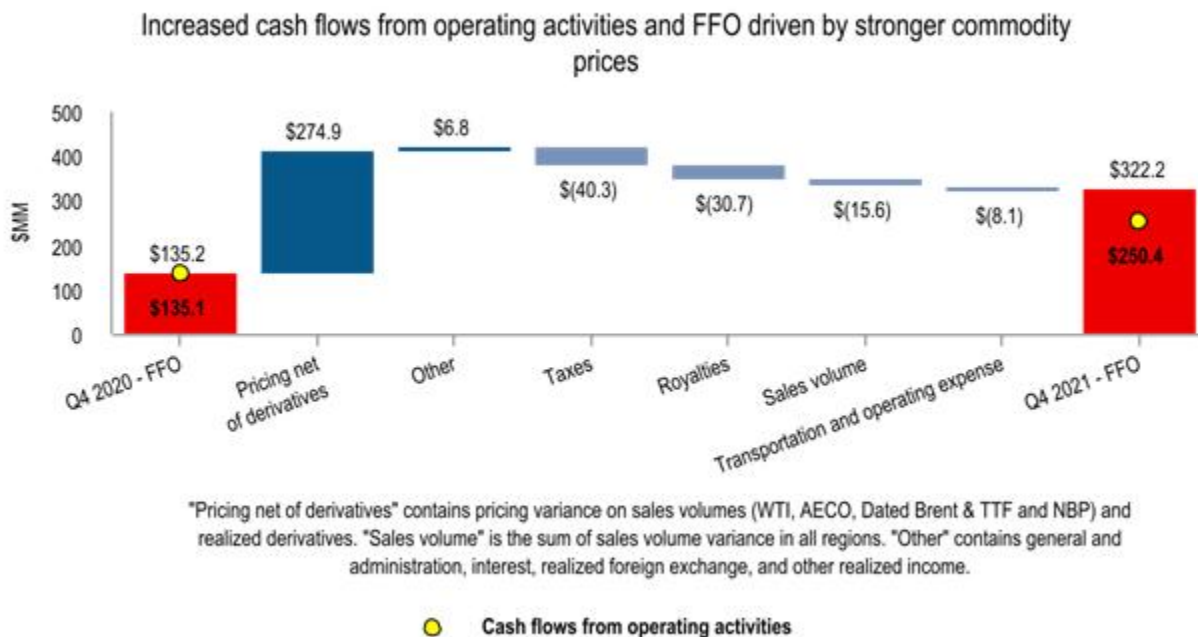 Increased cash flows from operating activities and FFO driven by stronger commodity
prices
$MM
500
400
300
200
100
0
$135.2
$135.1
$274.9
$6.8
$(40.3)
$(30.7)
$(15.6)
$(8.1)
$322.2
$250.4
Q4 2020 - FFO
Pricing net
of derivatives
Other
Taxes
Royalties
Sales volume
Transportation and operating expense
Q4 2021 - FFO
"Pricing net of derivatives" contains pricing variance on sales volumes (WTI, AECO, Dated Brent & TTF and NBP) and
realized derivatives. "Sales volume" is the sum of sales volume variance in all regions. "Other" contains general and
administration, interest, realized foreign exchange, and other realized income.
Cash flows from operating activities